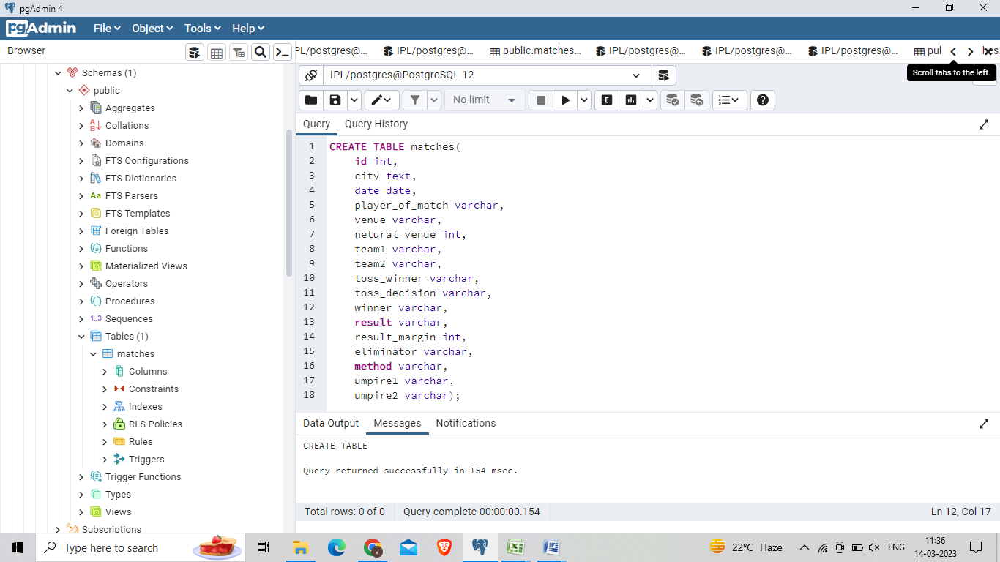 pgAdmin 4
pgAdmin File Object Tools Help
Browser
PL/postgres@... IPL/postgres@... public.matches... IPL/postgres@... IPL/postgres@... IPL/postgres@... pub hes.
Scroll tabs to the left.
Schemas (1)
public
Aggregates
Collations
Domains
FTS Configurations
FTS Dictionaries
Aa FTS Parsers
FTS Templates
Foreign Tables
Functions
Materialized Views
Operators
Procedures
1..3 Sequences
Tables (1)
matches
Columns
Constraints
Indexes
RLS Policies
Rules
Triggers
Trigger Functions
Types
Views
Subscriptions
IPL/postgres@PostgreSQL 12
No limit
E
Query Query History
1 CREATE TABLE matches(
2 id int,
3 city text,
4 date date,
5 player_of_match varchar,
6 venue varchar,
7 netural_venue int,
8 team1 varchar,
9 team2 varchar,
10 toss_winner varchar,
11 toss_decision varchar,
12 winner varchar,
13 result varchar,
14 result_margin int,
15 eliminator varchar,
16 method varchar,
17 umpire1 varchar,
18 umpire2 varchar);
Data Output Messages Notifications
CREATE TABLE
Query returned successfully in 154 msec.
Total rows: 0 of 0 Query complete 00:00:00.154 Ln 12, Col 17
Type here to search
22°C Haze
ENG
11:36
14-03-2023